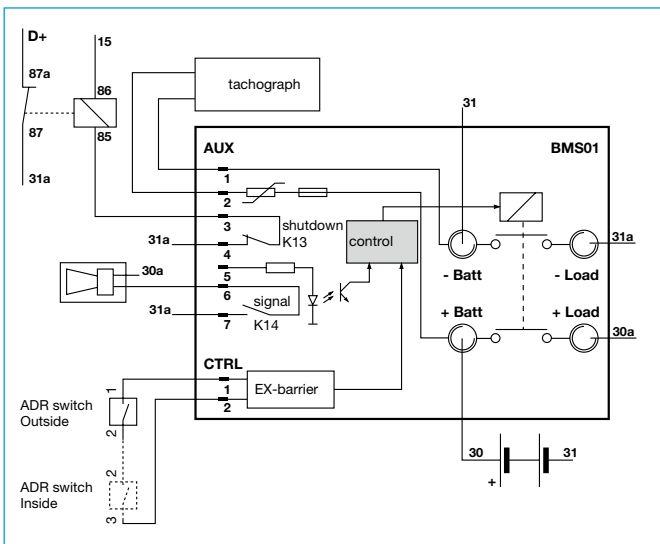 D+
15
87a
86
87
85
31a
tachograph
31
AUX
BMS01
1
2
3
shutdown
K13
31a
4
control
5
30a
6
signal
31a
7
K14
- Batt
- Load
31a
+ Batt
+ Load
30a
CTRL
1
2
EX-barrier
ADR switch
Outside
1
2
ADR switch
Inside
2
3
30
31
+